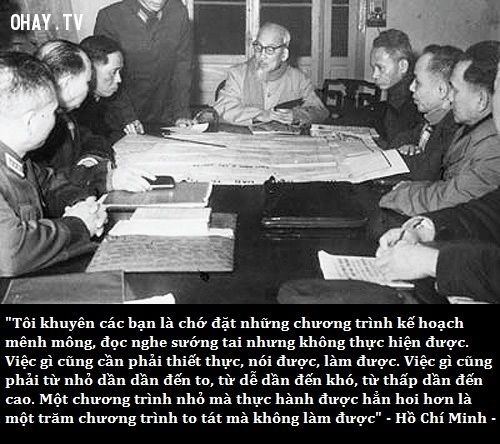 OHAY.TV
"Tôi khuyên các bạn là chớ đặt những chương trình kế hoạch
mênh mông, đọc nghe sướng tai nhưng không thực hiện được.
Việc gì cũng cần phải thiết thực, nói được, làm được. Việc gì cũng
phải từ nhỏ dần dần đến to, từ dễ dần đến khó, từ thấp dần đến
cao. Một chương trình nhỏ mà thực hành được hẳn hoi hơn là
một trăm chương trình to tát mà không làm được" - Hồ Chí Minh -